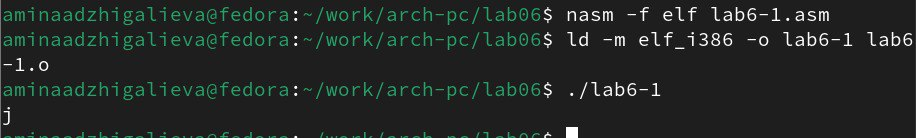 aminaadzhigalieva@fedora:~/work/arch-pc/lab06$ nasm -f elf lab6-1.asm
aminaadzhigalieva@fedora:~/work/arch-pc/lab06$ ld -m elf_i386 -o lab6-1 lab6
-1.o
aminaadzhigalieva@fedora:~/work/arch-pc/lab06$ ./lab6-1
j
aminaadzhigalieva@fedora:~/work/arch-pc/lab06$